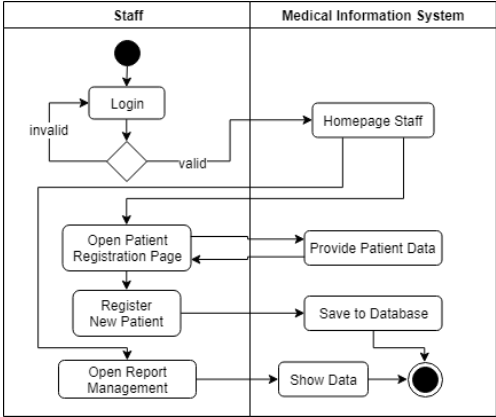 Staff
Medical Information System
Login
invalid
valid
Homepage Staff
Open Patient
Registration Page
Provide Patient Data
Register
New Patient
Save to Database
Open Report
Management
Show Data